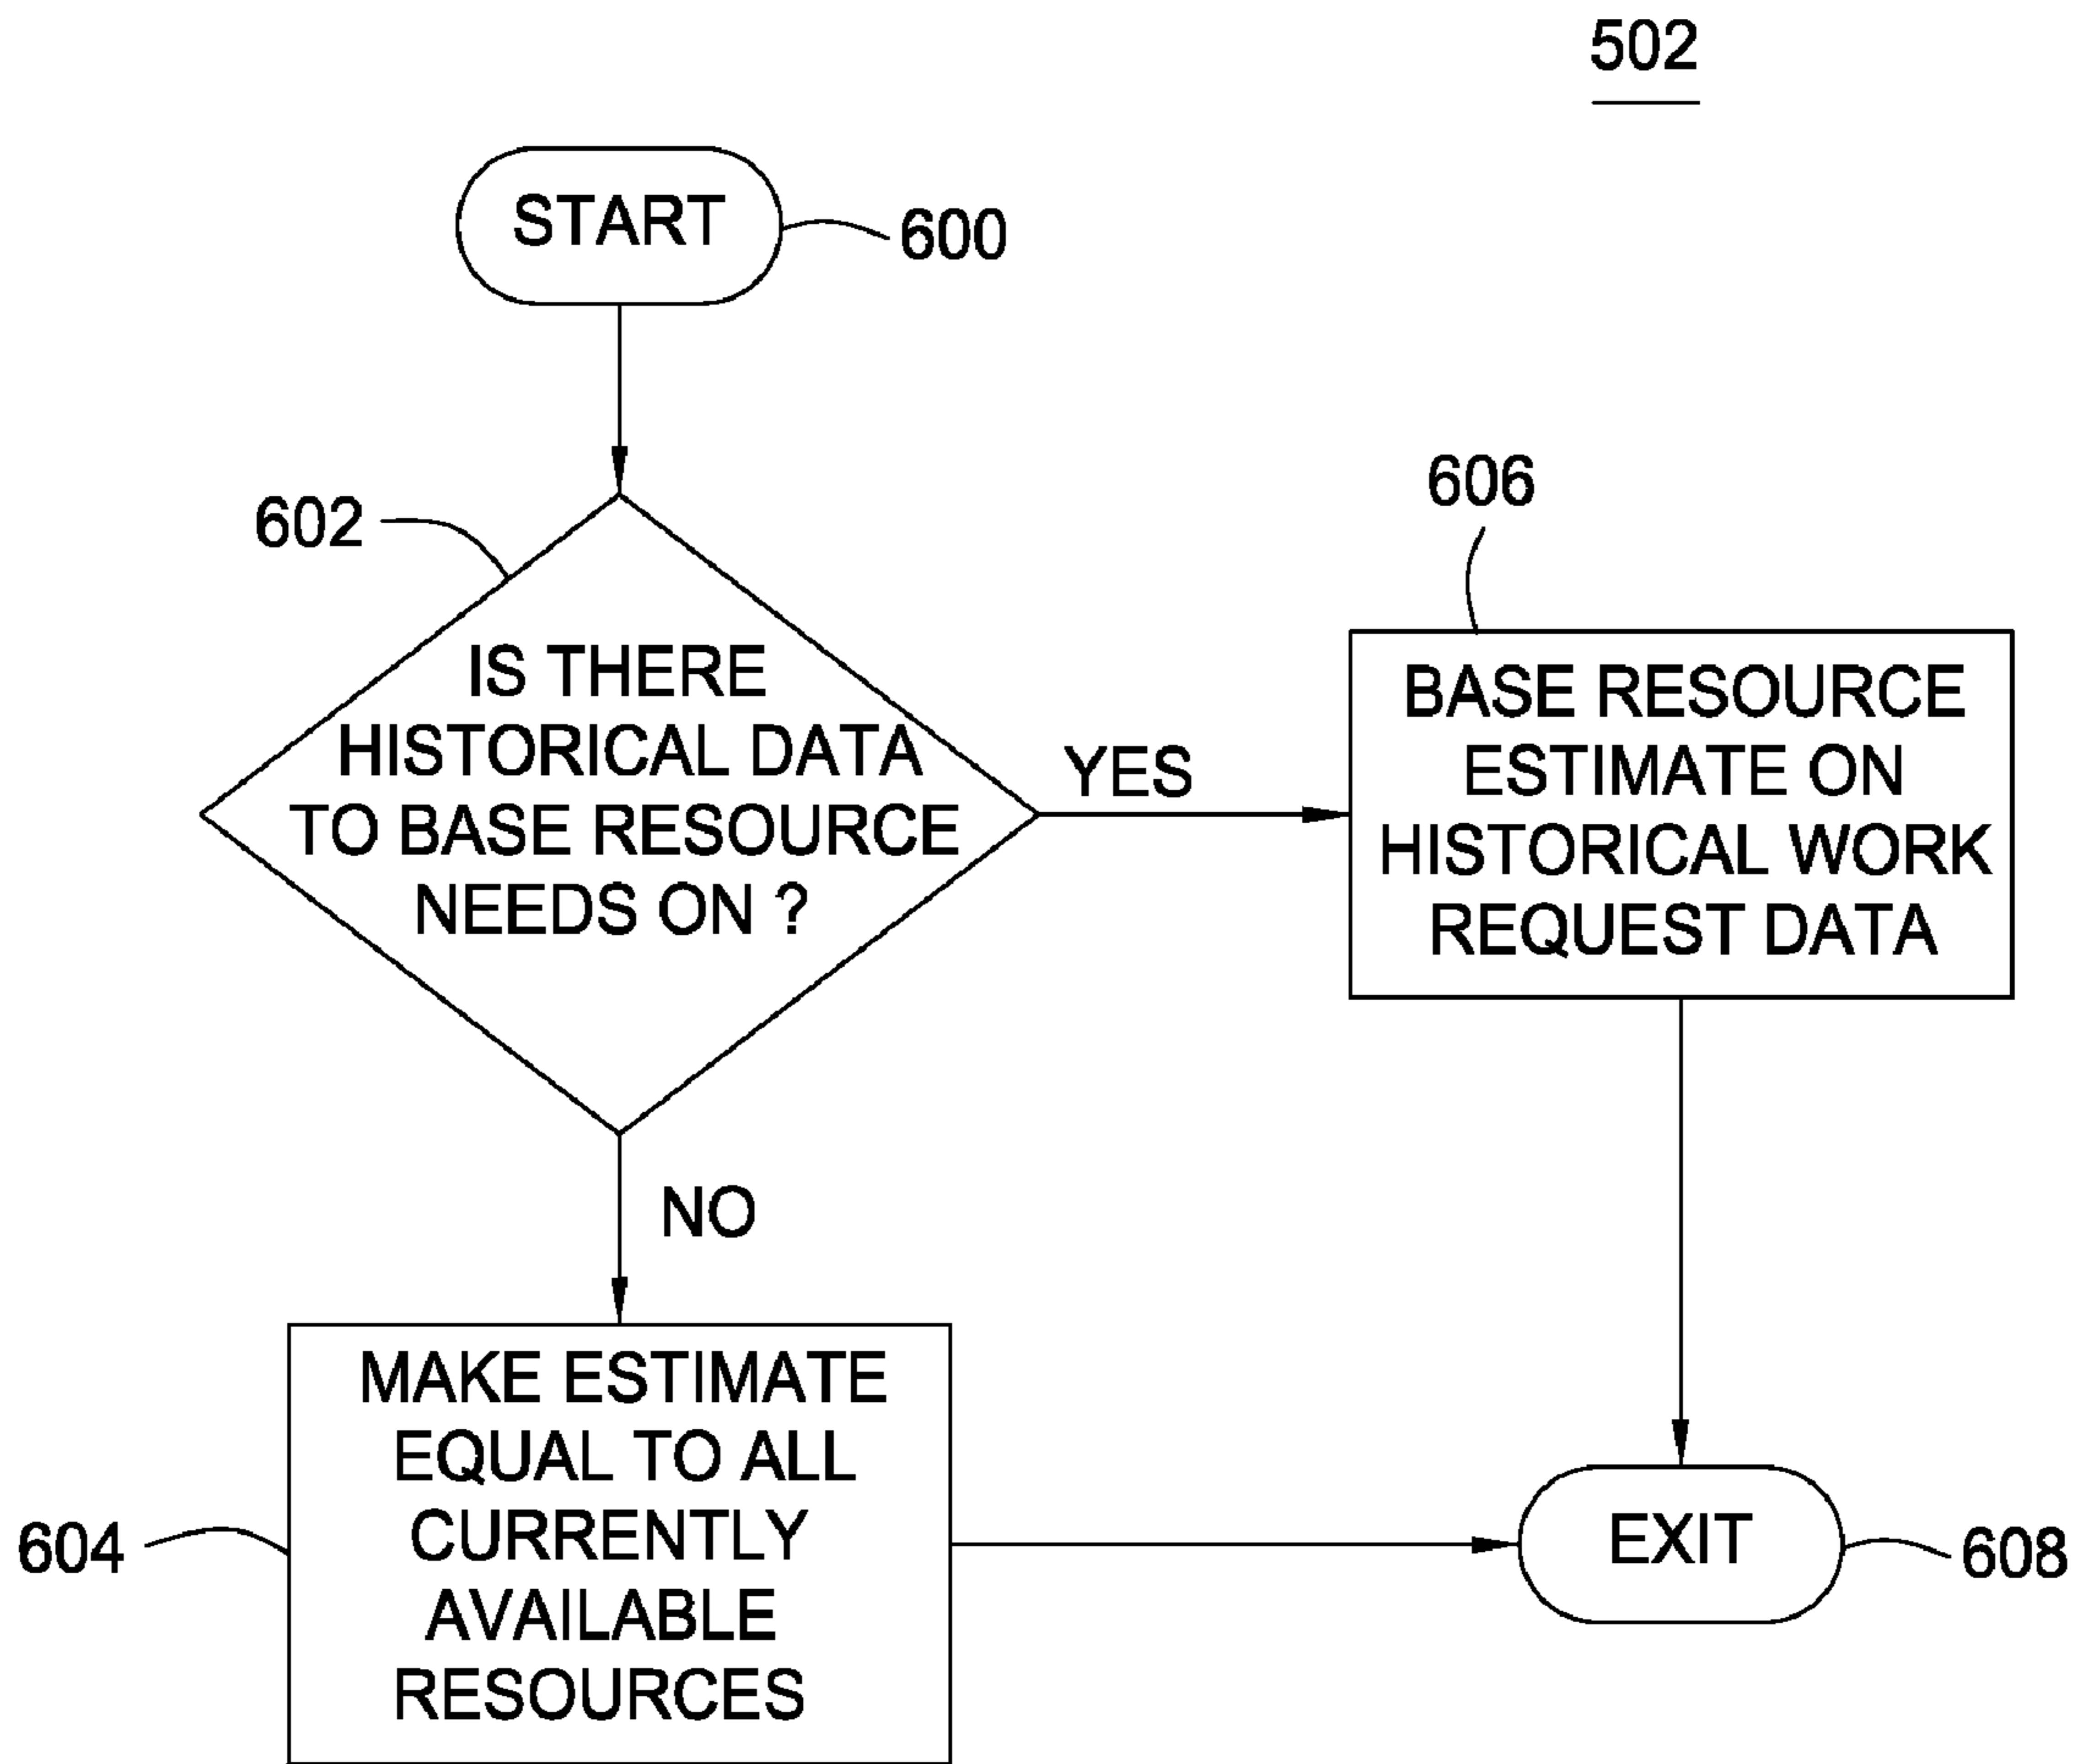 502
START
600
602
IS THERE
HISTORICAL DATA
TO BASE RESOURCE
NEEDS ON ?
YES
606
BASE RESOURCE
ESTIMATE ON
HISTORICAL WORK
REQUEST DATA
NO
MAKE ESTIMATE
EQUAL TO ALL
CURRENTLY
AVAILABLE
RESOURCES
604
EXIT
608